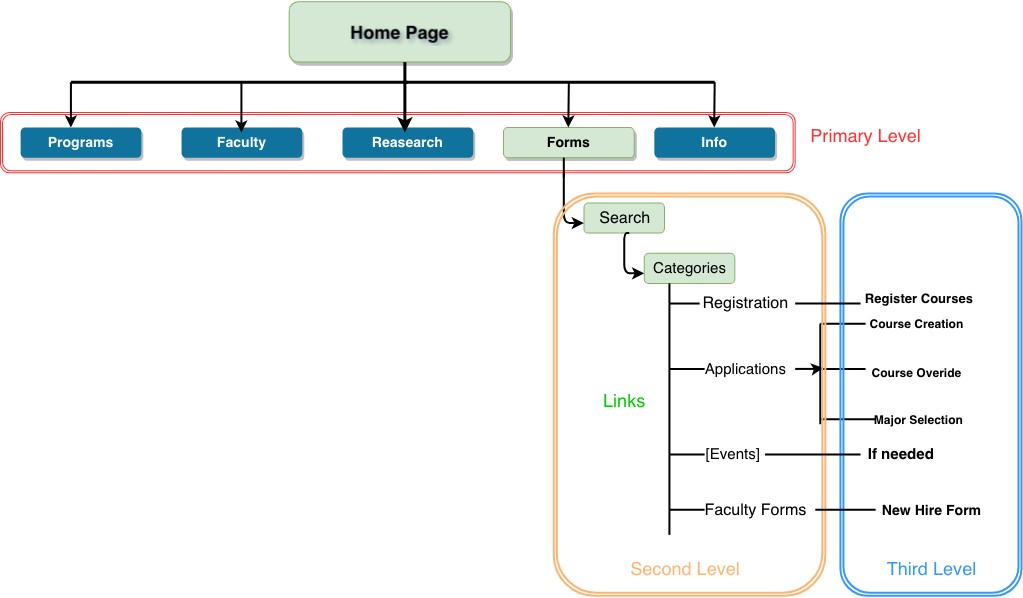 Home Page
Programs
Faculty
Reasearch
Forms
Info
Primary Level
Search
Categories
Registration
Register Courses
Course Creation
Applications
Course Overide
Links
Major Selection
[Events]
If needed
Faculty Forms
New Hire Form
Second Level
Third Level